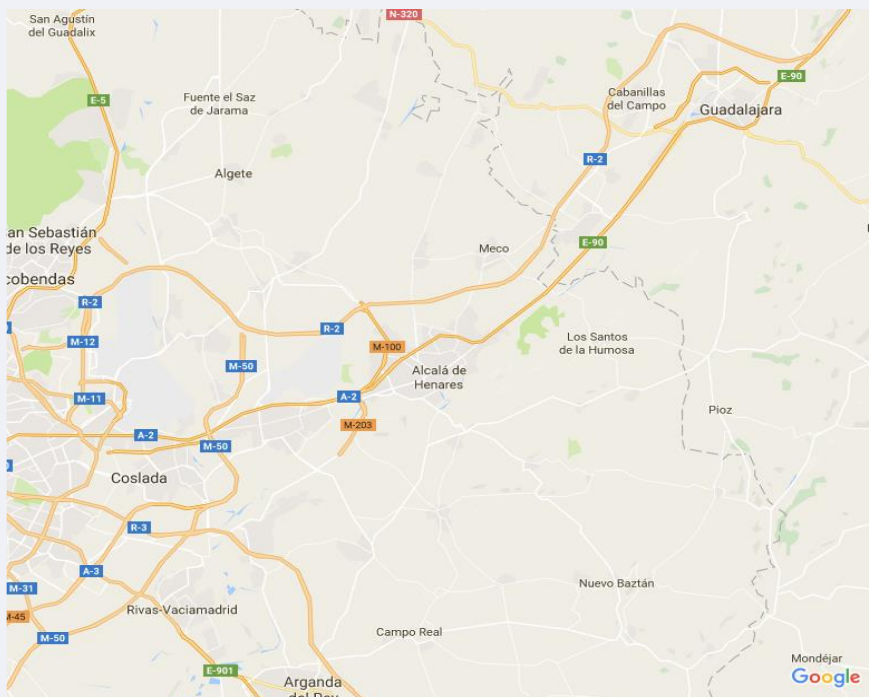 N-320
San Agustín
del Guadalix
E-90
E-5
Fuente el Saz
de Jarama
Cabanillas
del Campo
Guadalajara
R-2
Algete
an Sebastián
de los Reyes
Meco
E-90
cobendas
R-2
R-2
M-12
Los Santos
de la Humosa
M-100
M-50
Alcalá de
Henares
M-11
A-2
Pioz
M-203
A-2
M-50
Coslada
R-3
A-3
M-31
Nuevo Baztán
Rivas-Vaciamadrid
M-45
M-50
Campo Real
Mondéjar
E-901
Google
Arganda
del Rey